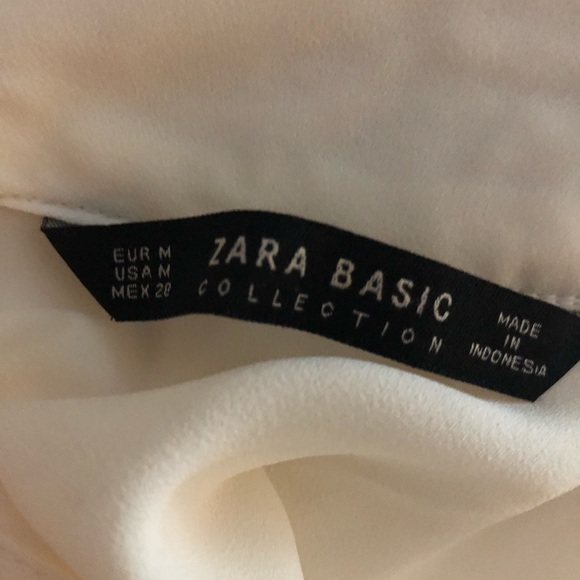 EUR M
USA M
MEX 28
ZARA BASIC
COLLECTION
MADE
IN
INDONESIA